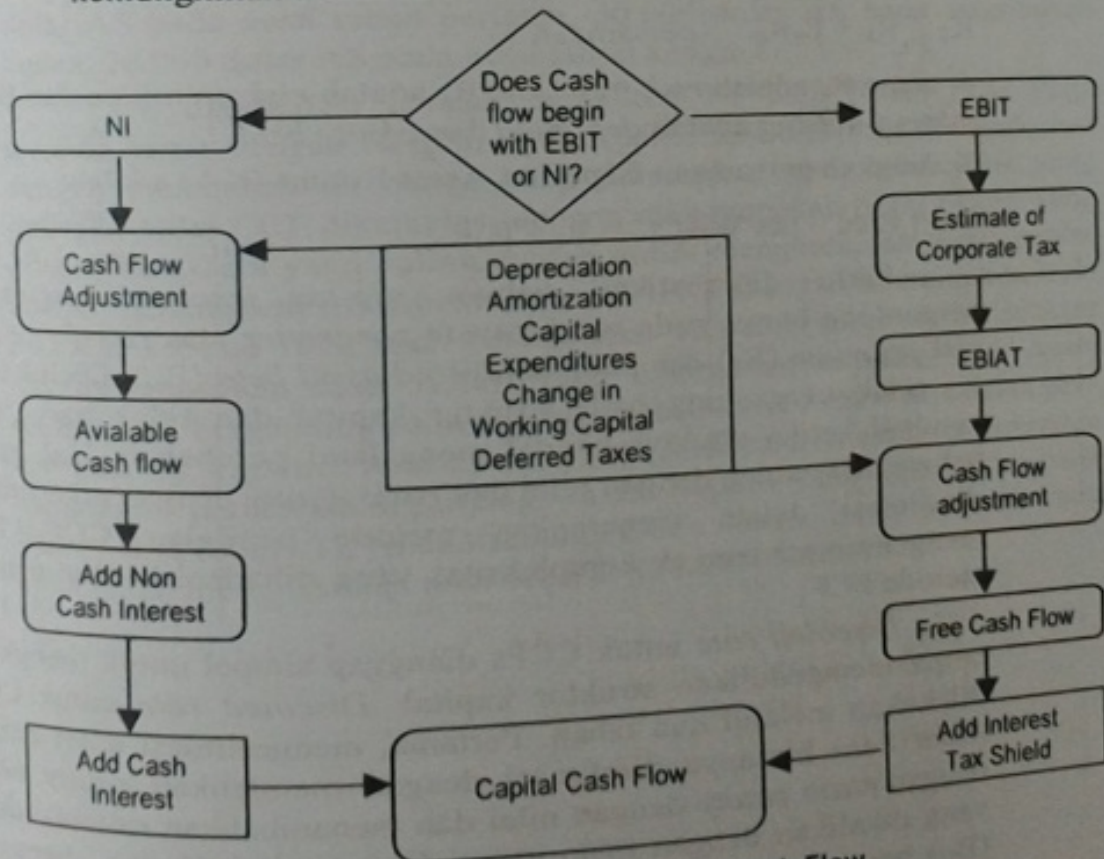 Does Cash
flow begin
with EBIT
or NI?
NI
EBIT
Cash Flow
Adjustment
Depreciation
Amortization
Capital
Expenditures
Change in
Working Capital
Deferred Taxes
Estimate of
Corporate Tax
EBIAT
Avialable
Cash flow
Cash Flow
adjustment
Add Non
Cash Interest
Free Cash Flow
Add Cash
Interest
Capital Cash Flow
Add Interest
Tax Shield
Flow